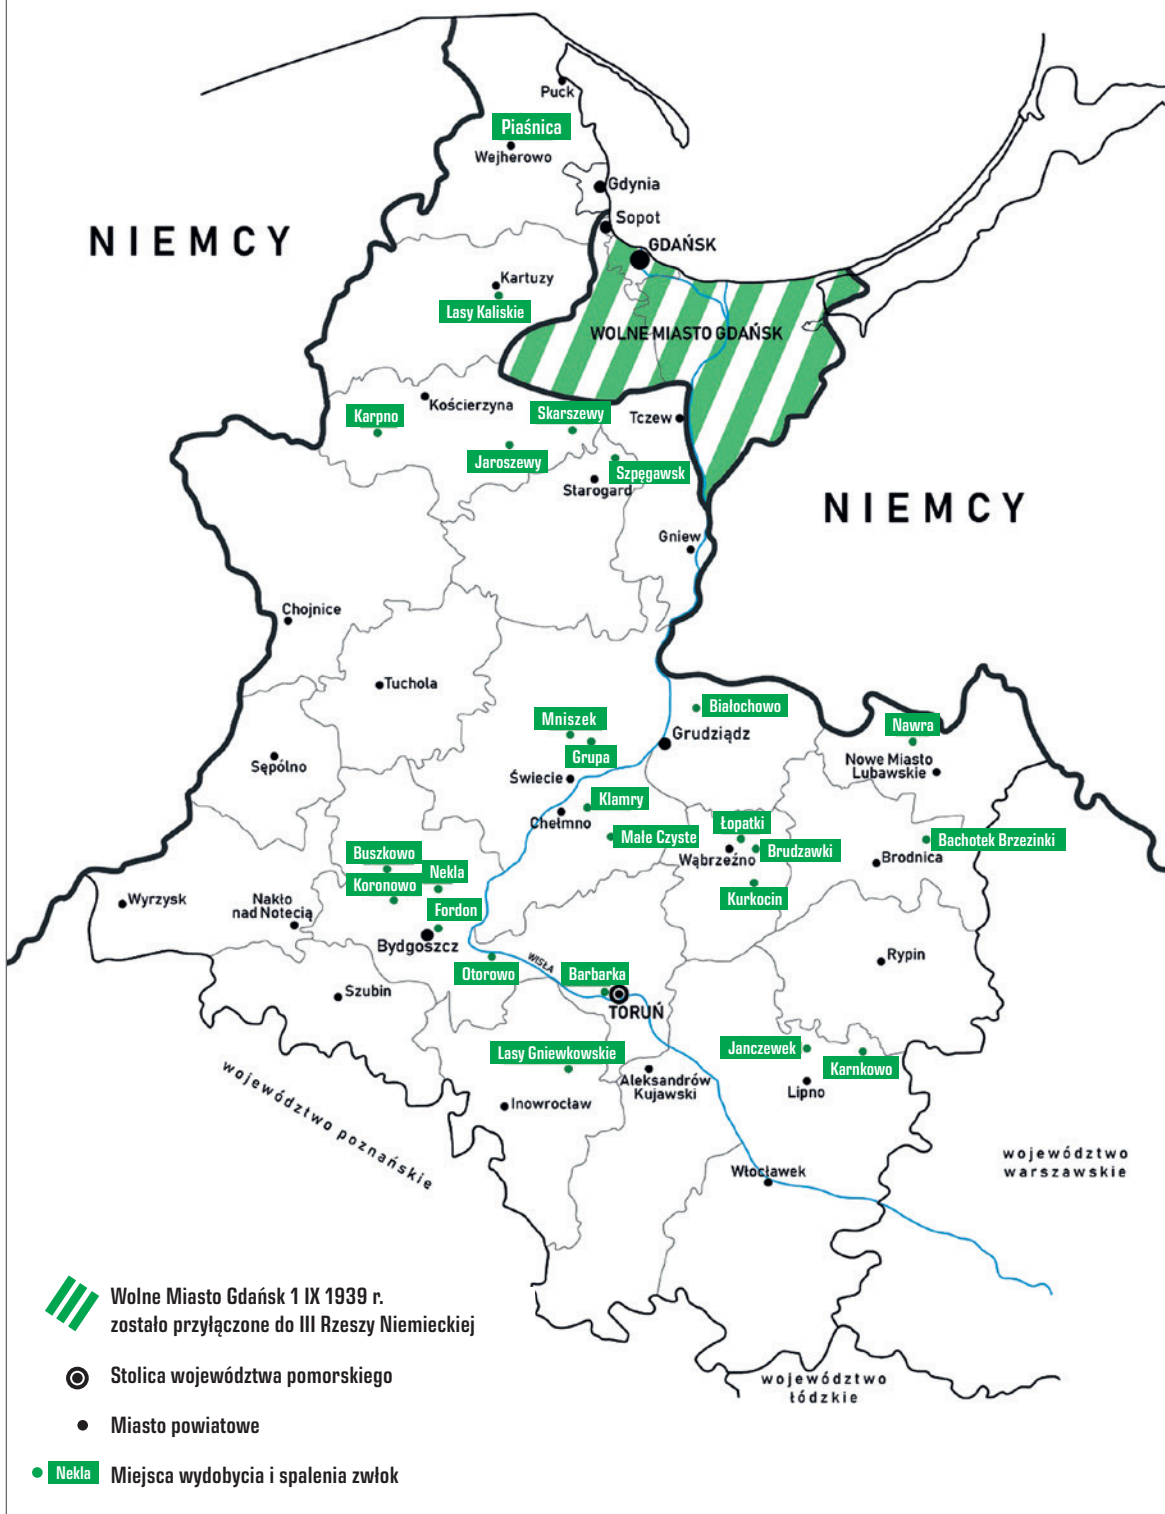 Puck
Piaśnica
Wejherowo
Gdynia
Sopot
NIEMCY
GDAŃSK
Kartuzy
Lasy Kaliskie
WOLNE MIASTO GDAŃSK
Kościerzyna
Karpno
Skarszewy
Tczew
Jaroszewy
Szpęgawsk
Starogard
NIEMCY
Gniew
Chojnice
Tuchola
Białochowo
Mniszek
Nawra
Grudziądz
Grupa
Nowe Miasto
Lubawskie
Sępólno
Świecie
Klamry
Chełmno
Łopatki
Małe Czyste
Bachotek Brzezinki
Buszkowo
Wąbrzeźno
Brudzawki
Brodnica
Nekla
Koronowo
Kurkocin
Wyrzysk
Nakło
nad Notecią
Fordon
Bydgoszcz
Rypin
WISŁA
Otorowo
Barbarka
Szubin
TORUŃ
Lasy Gniewkowskie
Janczewek
Karnkowo
Aleksandrów
Kujawski
Lipno
Inowrocław
województwo poznańskie
województwo
warszawskie
Włocławek
Wolne Miasto Gdańsk 1 IX 1939 r.
zostało przyłączone do III Rzeszy Niemieckiej
Stolica województwa pomorskiego
województwo
łódzkie
Miasto powiatowe
Nekla Miejsca wydobycia i spalenia zwłok